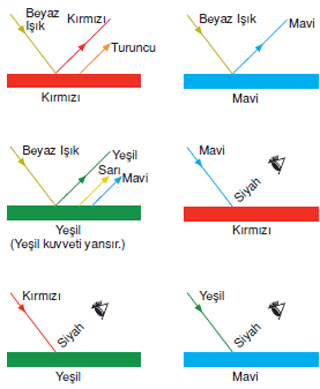 Beyaz
Işık
Kırmızı
Turuncu
Kırmızı
Beyaz Işık
Mavi
Mavi
Beyaz Işık
Yeşil
Sarı
Mavi
Yeşil
(Yeşil kuvveti yansır.)
Mavi
Siyah
Kırmızı
Kırmızı
Siyah
Yeşil
Yeşil
Siyah
Mavi